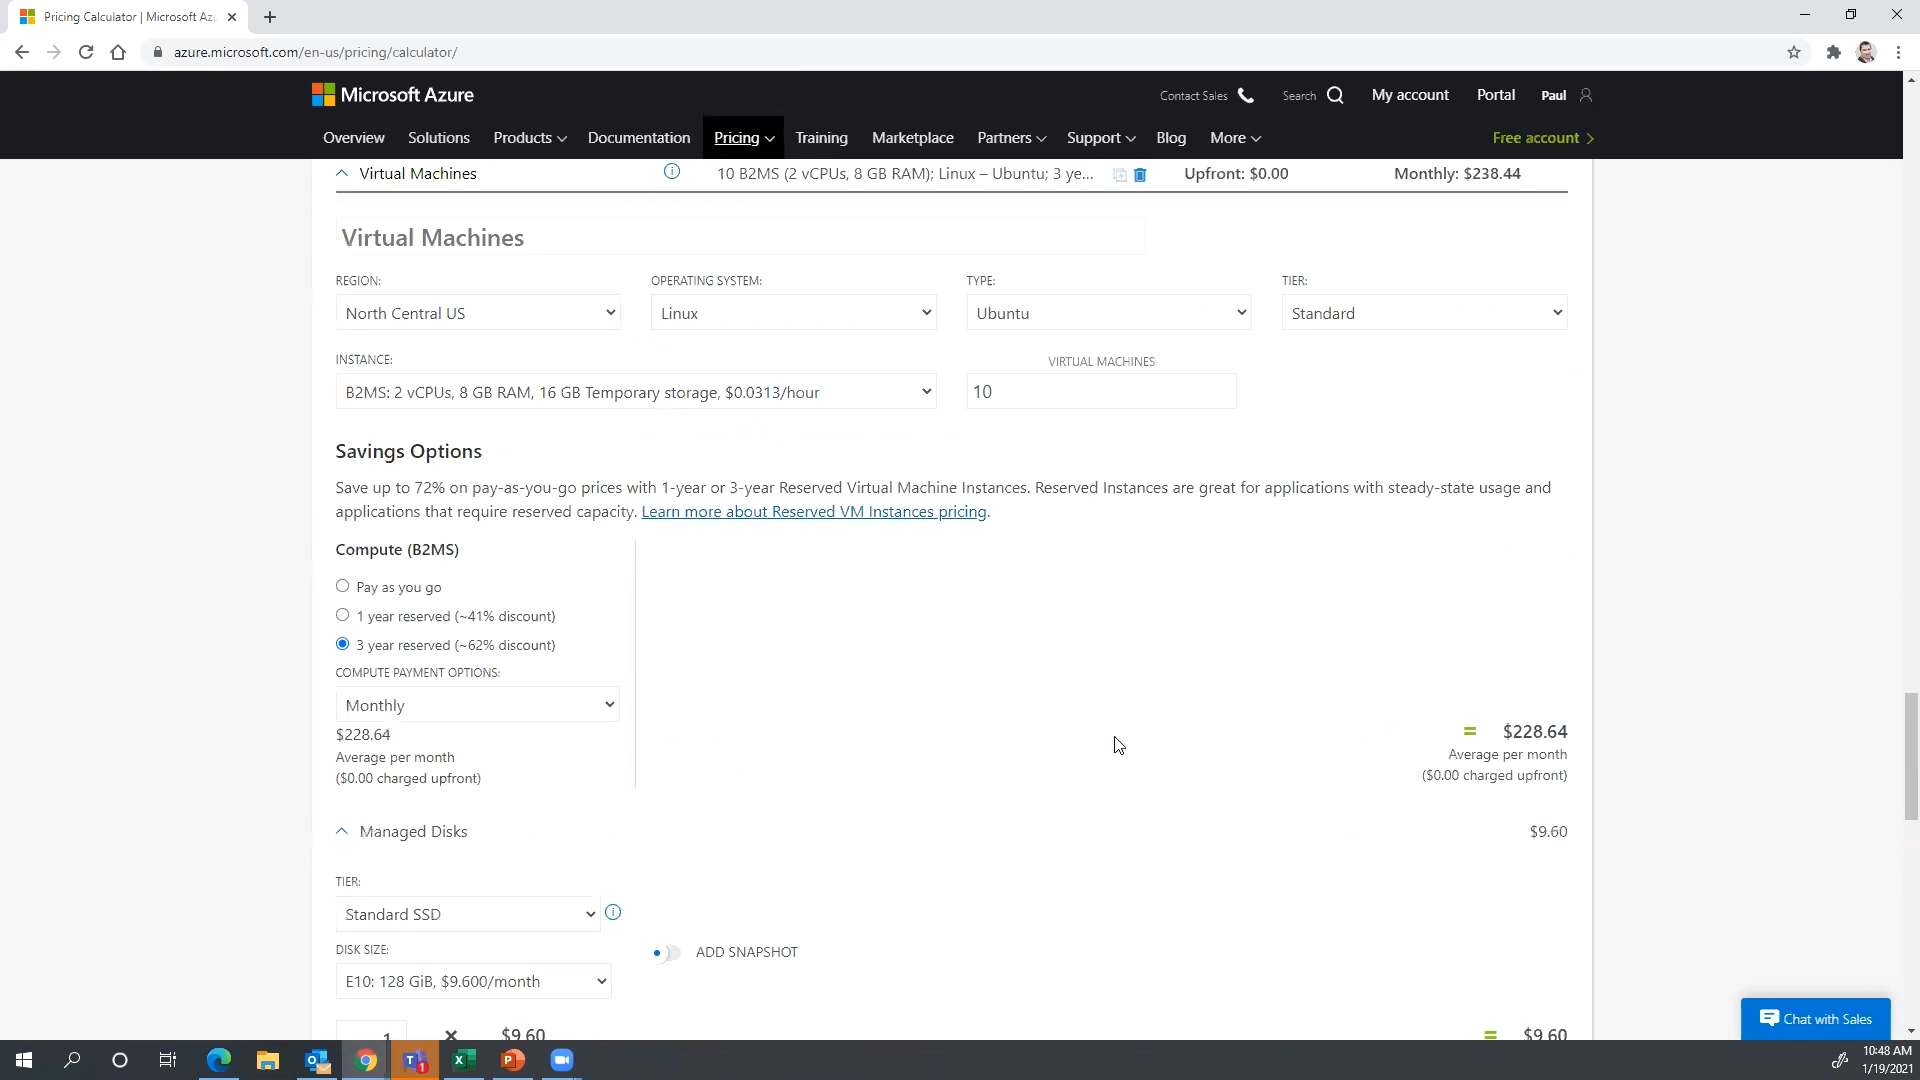 Pricing Calculator | Microsoft Az
azure.microsoft.com/en-us/pricing/calculator/
Microsoft Azure
Contact Sales
Search
My account
Portal
Paul
Overview
Solutions
Products
Documentation
Pricing
Training
Marketplace
Partners
Support
Blog
More
Free account
Virtual Machines
10 B2MS (2 vCPUs, 8 GB RAM); Linux – Ubuntu; 3 ye...
Upfront: $0.00
Monthly: $238.44
Virtual Machines
REGION:
OPERATING SYSTEM:
TYPE:
TIER:
North Central US
Linux
Ubuntu
Standard
INSTANCE:
VIRTUAL MACHINES
B2MS: 2 vCPUs, 8 GB RAM, 16 GB Temporary storage, $0.0313/hour
10
Savings Options
Save up to 72% on pay-as-you-go prices with 1-year or 3-year Reserved Virtual Machine Instances. Reserved Instances are great for applications with steady-state usage and
applications that require reserved capacity. Learn more about Reserved VM Instances pricing.
Compute (B2MS)
Pay as you go
1 year reserved (~41% discount)
3 year reserved (~62% discount)
COMPUTE PAYMENT OPTIONS:
Monthly
$228.64
Average per month
($0.00 charged upfront)
= $228.64
Average per month
($0.00 charged upfront)
Managed Disks
$9.60
TIER:
Standard SSD
DISK SIZE:
ADD SNAPSHOT
E10: 128 GiB, $9.600/month
1
×
$9.60
= $9.60
Chat with Sales
10:48 AM
1/19/2021